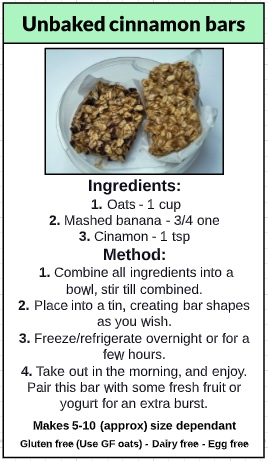 Unbaked cinnamon bars
Ingredients:
1. Oats - 1 cup
2. Mashed banana - 3/4 one
3. Cinamon - 1 tsp
Method:
1. Combine all ingredients into a
bowl, stir till combined.
2. Place into a tin, creating bar shapes
as you wish.
3. Freeze/refrigerate overnight or for a
few hours.
4. Take out in the morning, and enjoy.
Pair this bar with some fresh fruit or
yogurt for an extra burst.
Makes 5-10 (approx) size dependant
Gluten free (Use GF oats) - Dairy free - Egg free